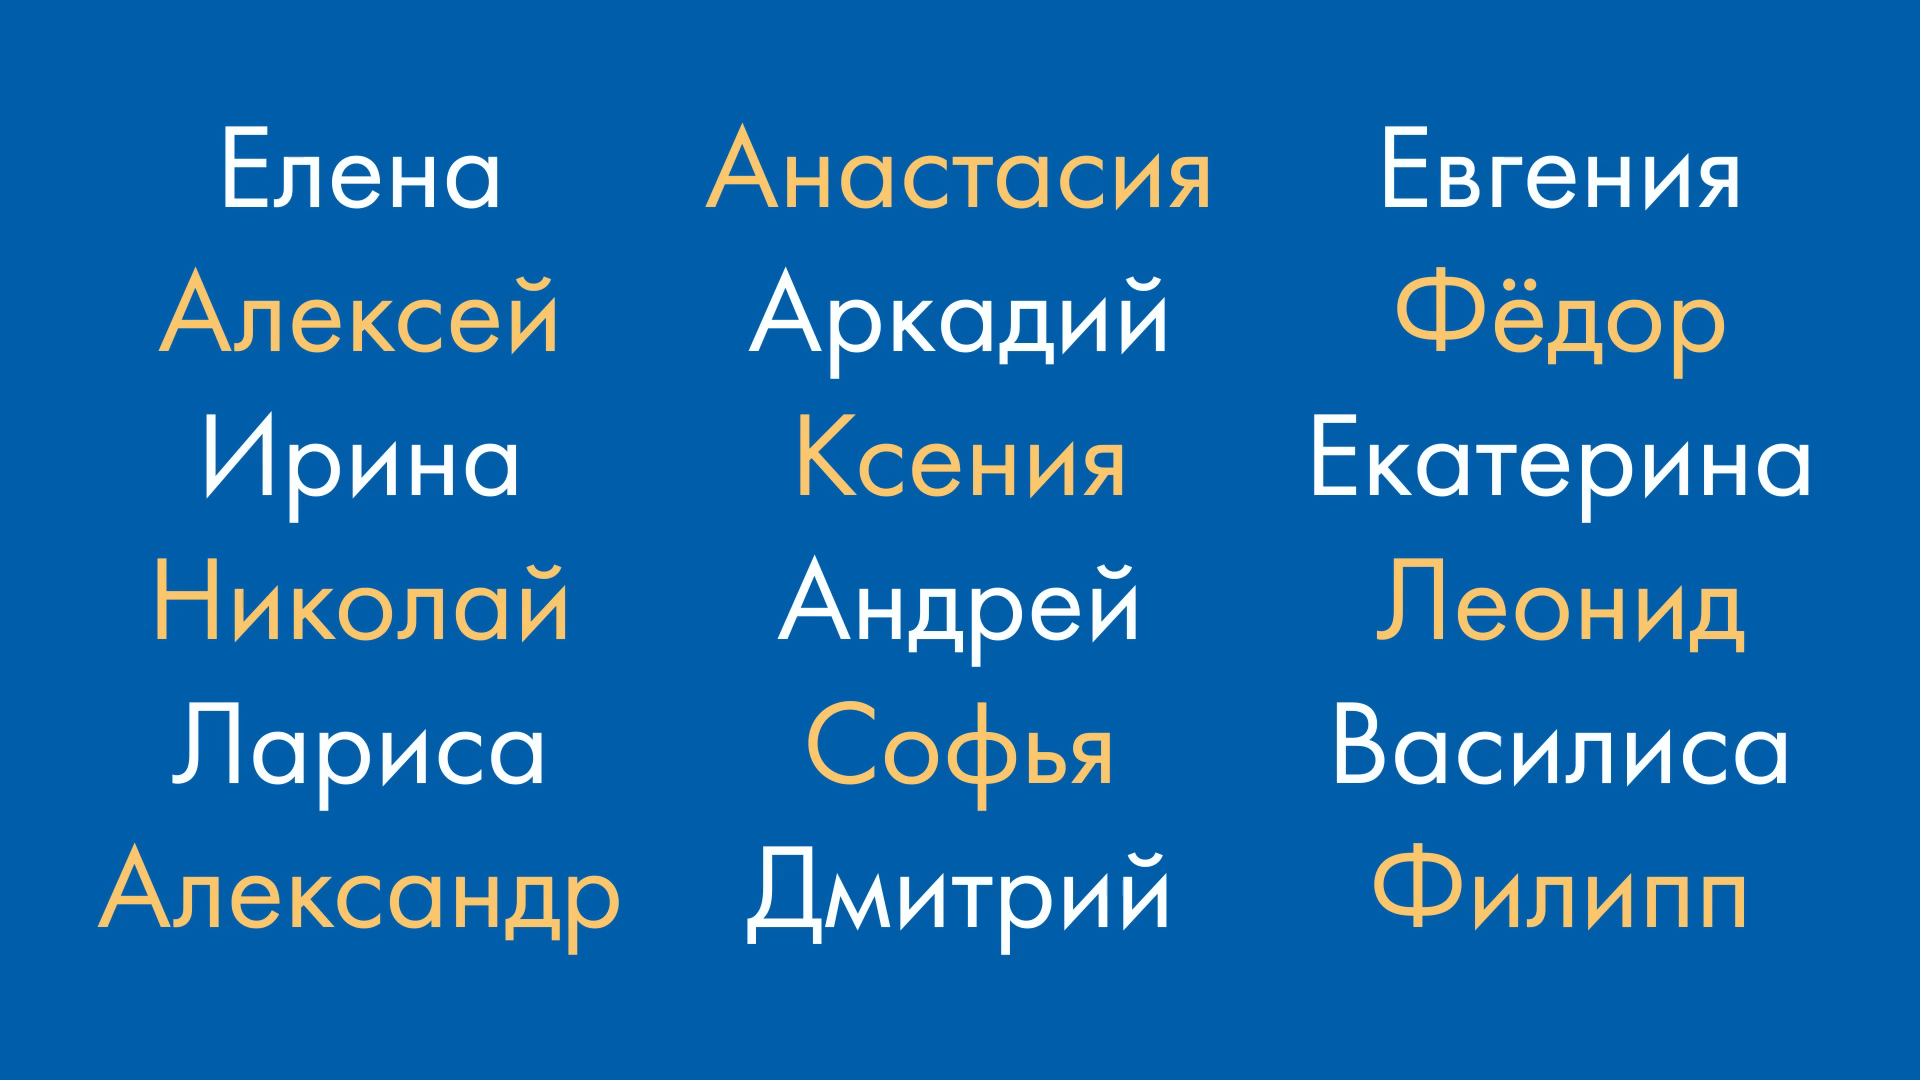 Елена Анастасия Евгения
Алексей Аркадий Фёдор
Ирина Ксения Екатерина
Николай Андрей Леонид
Лариса Софья Василиса
Александр Дмитрий Филипп